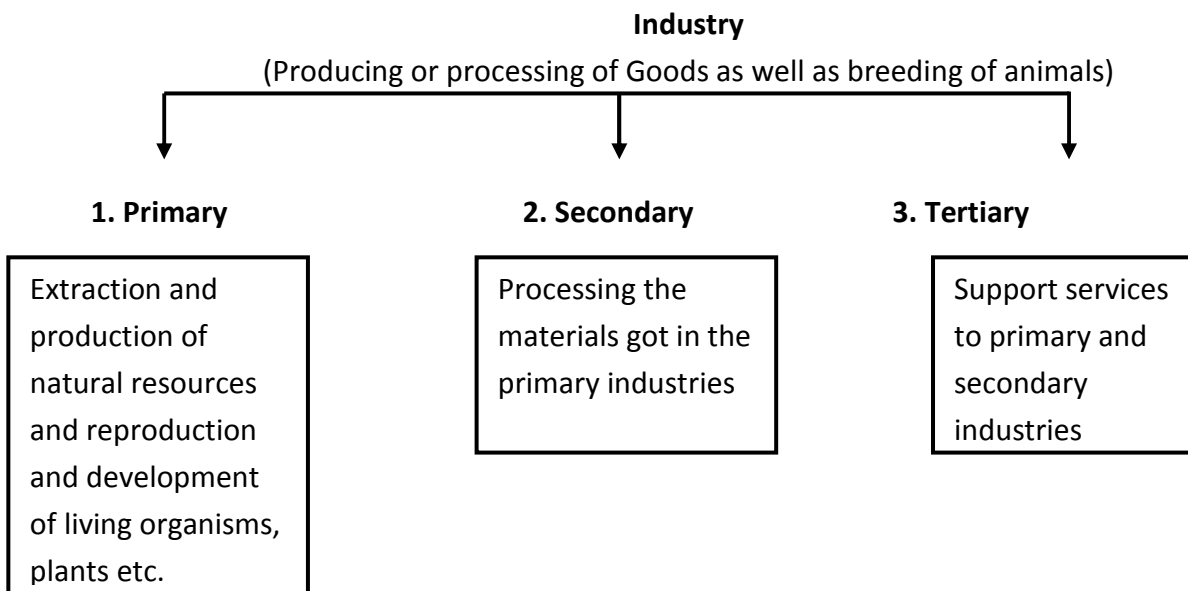 Industry
(Producing or processing of Goods as well as breeding of animals)
1. Primary
2. Secondary
3. Tertiary
Extraction and
production of
natural resources
and reproduction
and development
of living organisms,
plants etc.
Processing the
materials got in the
primary industries
Support services
to primary and
secondary
industries